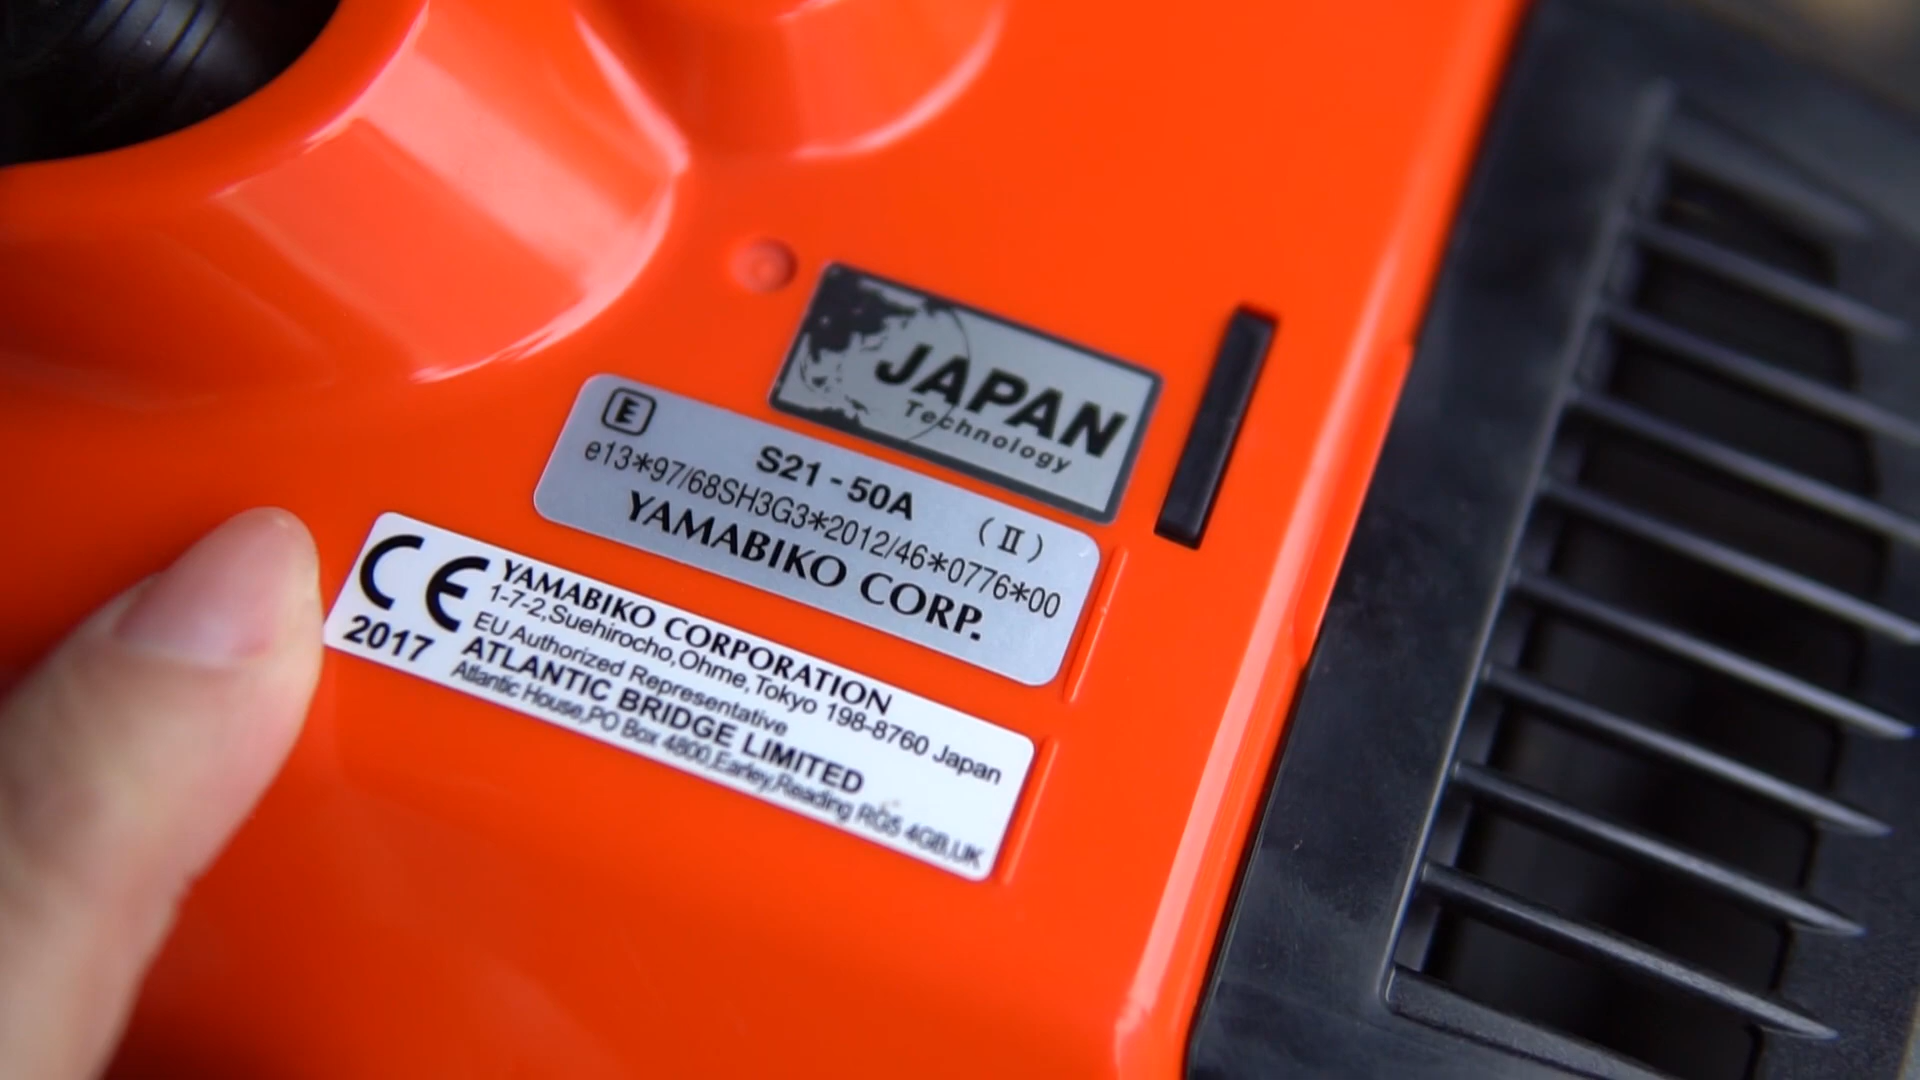 JAPAN
Technology
E
S21-50A (II)
e13*97/68SH3G3*2012/46*0776*00
YAMABIKO CORP.
CE
2017
YAMABIKO CORPORATION
1-7-2,Suehirocho,Ohme,Tokyo 198-8760 Japan
EU Authorized Representative
ATLANTIC BRIDGE LIMITED
Atlantic House,PO Box 4800,Earley,Reading RG5 4GB,UK